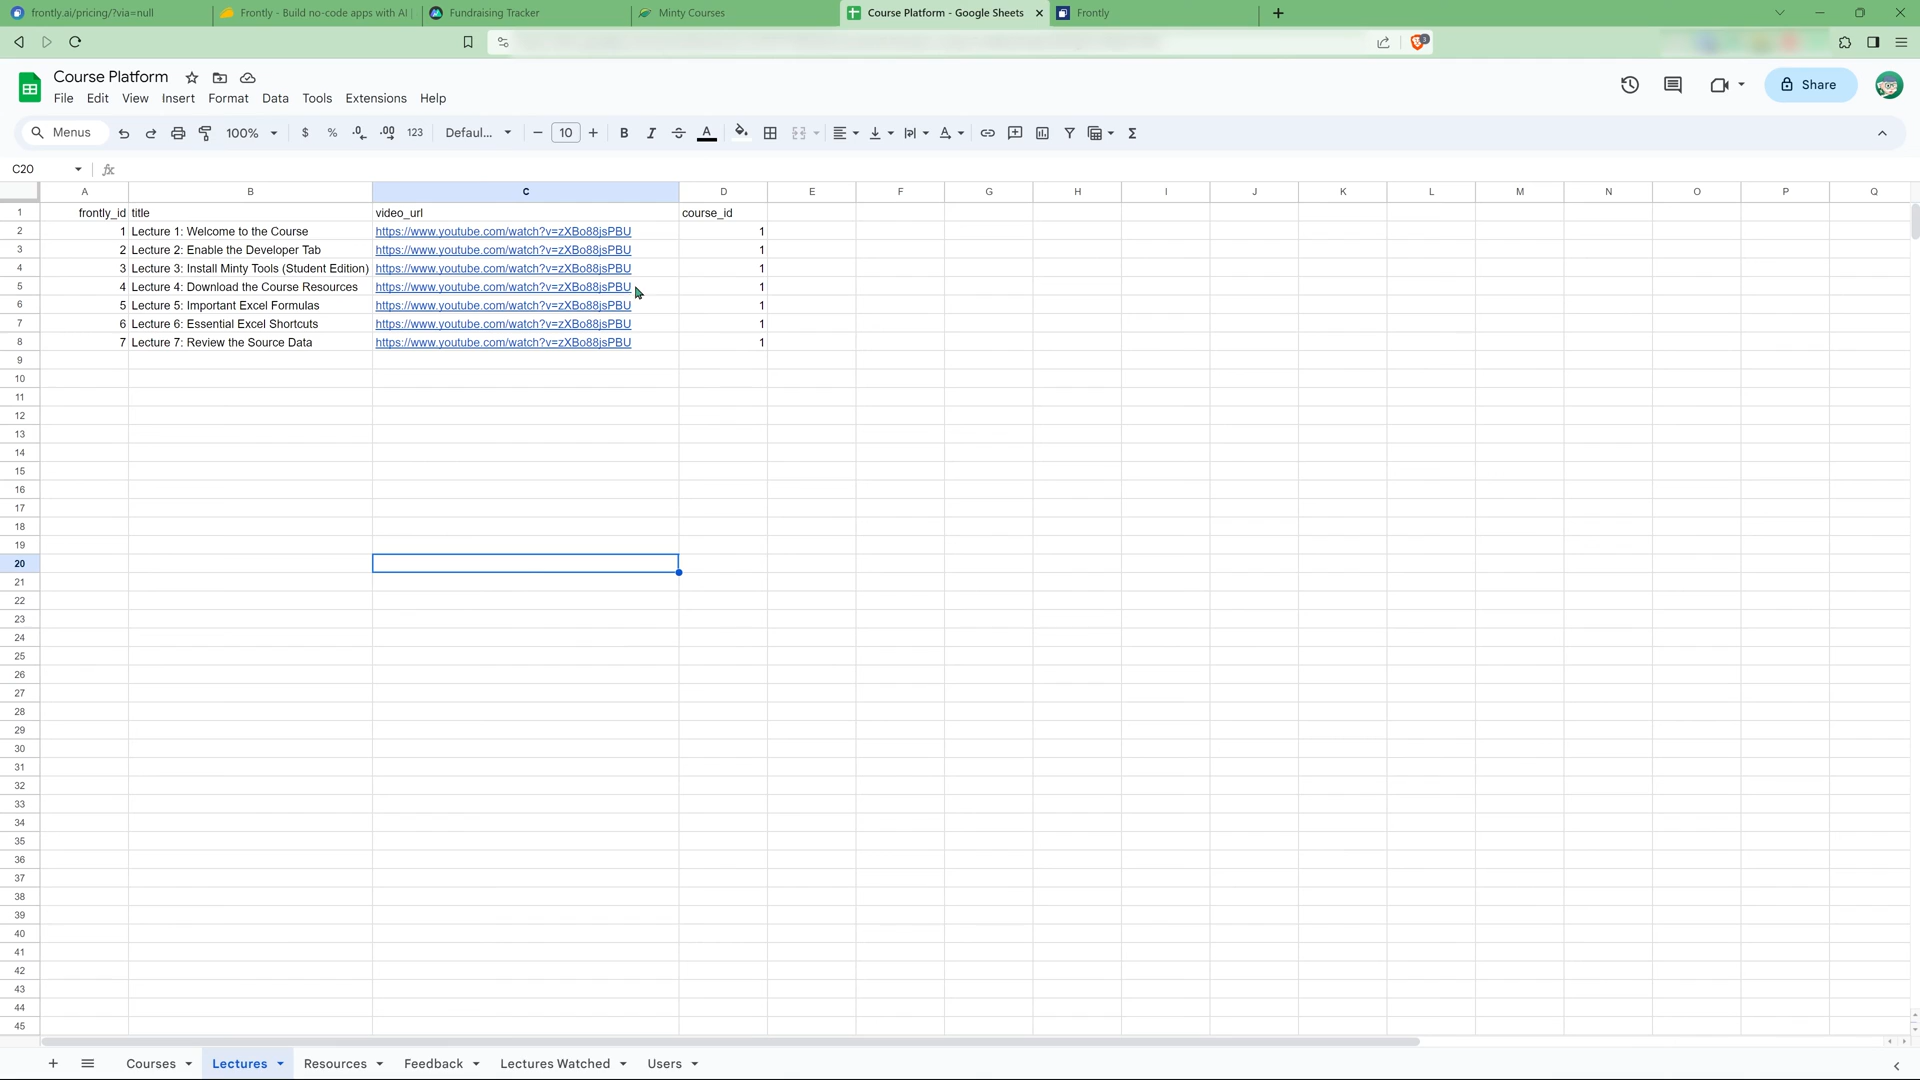 frontly.ai/pricing/?via=null
Frontly - Build no-code apps with AI
Fundraising Tracker
Minty Courses
Course Platform - Google Sheets
Frontly
3
Course Platform
Share
File Edit View Insert Format Data Tools Extensions Help
Menus 100% $ % .0 .00 123 Defaul... 10 B I S A Σ
C20 fx
A B C D E F G H I J K L M N O P Q
1 frontly_id title video_url course_id
2 1 Lecture 1: Welcome to the Course https://www.youtube.com/watch?v=zXBo88jsPBU 1
3 2 Lecture 2: Enable the Developer Tab https://www.youtube.com/watch?v=zXBo88jsPBU 1
4 3 Lecture 3: Install Minty Tools (Student Edition) https://www.youtube.com/watch?v=zXBo88jsPBU 1
5 4 Lecture 4: Download the Course Resources https://www.youtube.com/watch?v=zXBo88jsPBU 1
6 5 Lecture 5: Important Excel Formulas https://www.youtube.com/watch?v=zXBo88jsPBU 1
7 6 Lecture 6: Essential Excel Shortcuts https://www.youtube.com/watch?v=zXBo88jsPBU 1
8 7 Lecture 7: Review the Source Data https://www.youtube.com/watch?v=zXBo88jsPBU 1
9
10
11
12
13
14
15
16
17
18
19
20
21
22
23
24
25
26
27
28
29
30
31
32
33
34
35
36
37
38
39
40
41
42
43
44
45
Courses Lectures Resources Feedback Lectures Watched Users